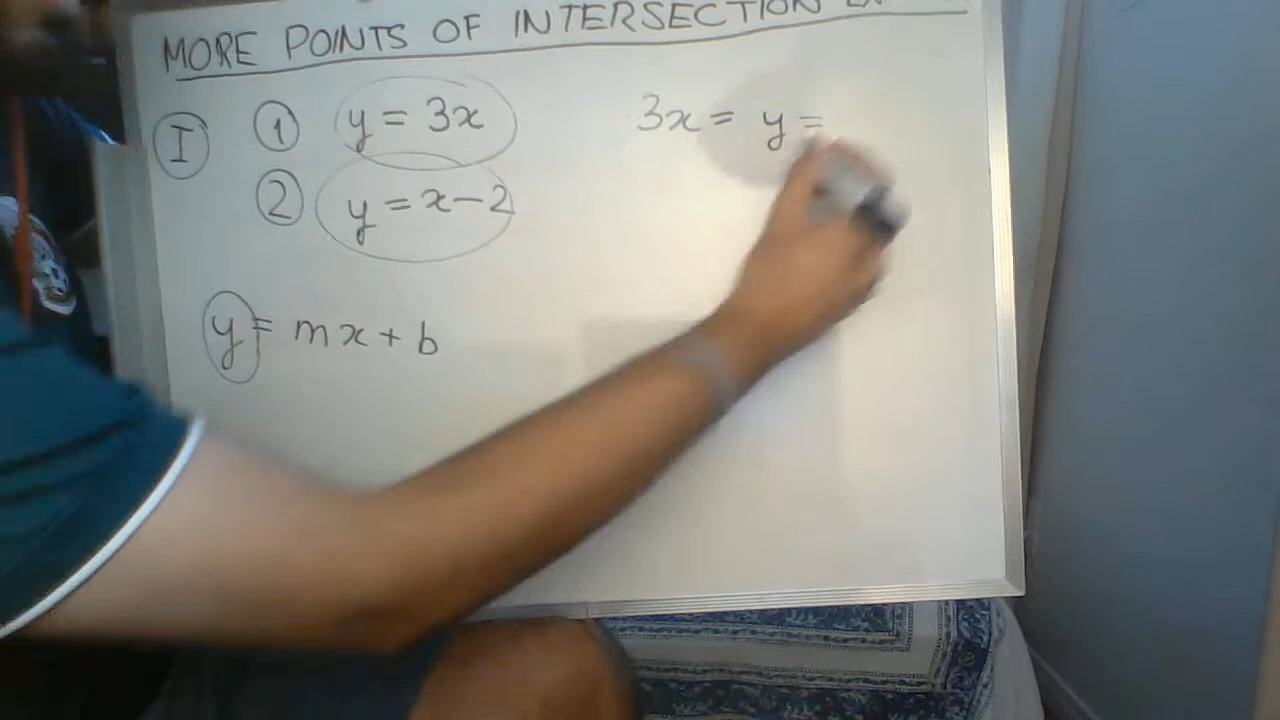 MORE POINTS OF INTERSECTION
I ① y = 3x
② y = x-2
y = mx + b
3x = y =